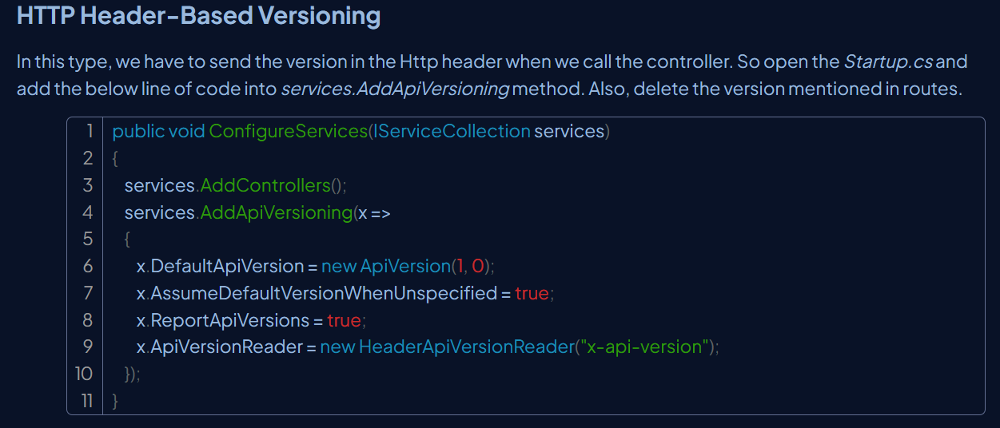 HTTP Header-Based Versioning
In this type, we have to send the version in the Http header when we call the controller. So open the Startup.cs and
add the below line of code into services.AddApiVersioning method. Also, delete the version mentioned in routes.
1 public void ConfigureServices(IServiceCollection services)
2 {
3 services.AddControllers();
4 services.AddApiVersioning(x =>
5 {
6 x.DefaultApiVersion = new ApiVersion(1, 0);
7 x.AssumeDefaultVersionWhenUnspecified = true;
8 x.ReportApiVersions = true;
9 x.ApiVersionReader = new HeaderApiVersionReader("x-api-version");
10 });
11 }